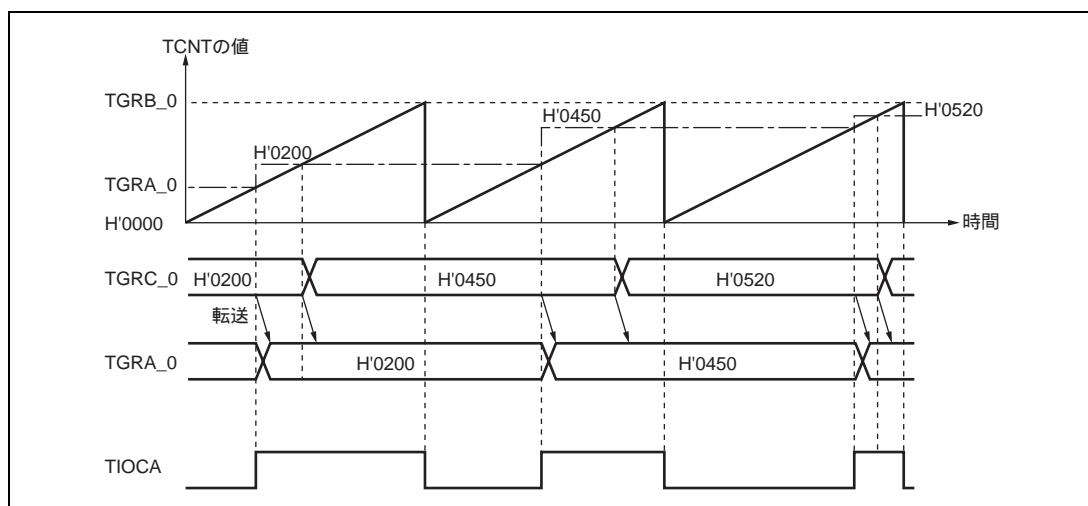 TCNTの値
TGRB_0
H'0520
H'0450
H'0200
TGRA_0
H'0000
時間
TGRC_0
H'0200
H'0450
H'0520
転送
TGRA_0
H'0200
H'0450
TIOCA